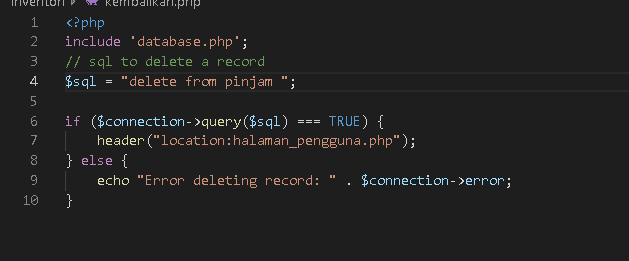 inventori > kembalikan.php
1 <?php
2 include 'database.php';
3 // sql to delete a record
4 $sql = "delete from pinjam ";
5
6 if ($connection->query($sql) === TRUE) {
7 header("location:halaman_pengguna.php");
8 } else {
9 echo "Error deleting record: " . $connection->error;
10 }